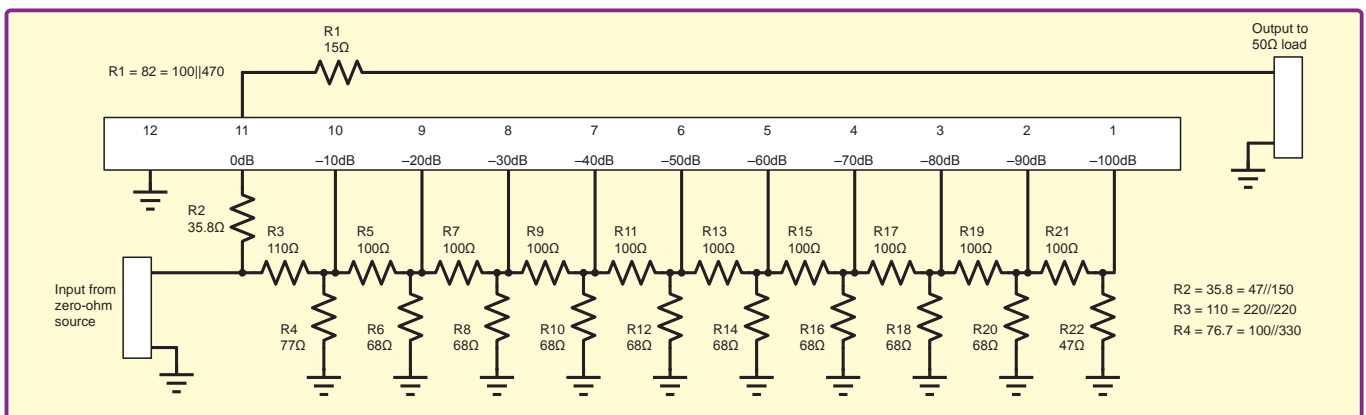 R1
15Ω
Output to
50Ω load
R1 = 82 = 100||470
12 11 10 9 8 7 6 5 4 3 2 1
0dB –10dB –20dB –30dB –40dB –50dB –60dB –70dB –80dB –90dB –100dB
R2
35.8Ω
R3
110Ω
R5
100Ω
R7
100Ω
R9
100Ω
R11
100Ω
R13
100Ω
R15
100Ω
R17
100Ω
R19
100Ω
R21
100Ω
Input from
zero-ohm
source
R4
77Ω
R6
68Ω
R8
68Ω
R10
68Ω
R12
68Ω
R14
68Ω
R16
68Ω
R18
68Ω
R20
68Ω
R22
47Ω
R2 = 35.8 = 47//150
R3 = 110 = 220//220
R4 = 76.7 = 100//330